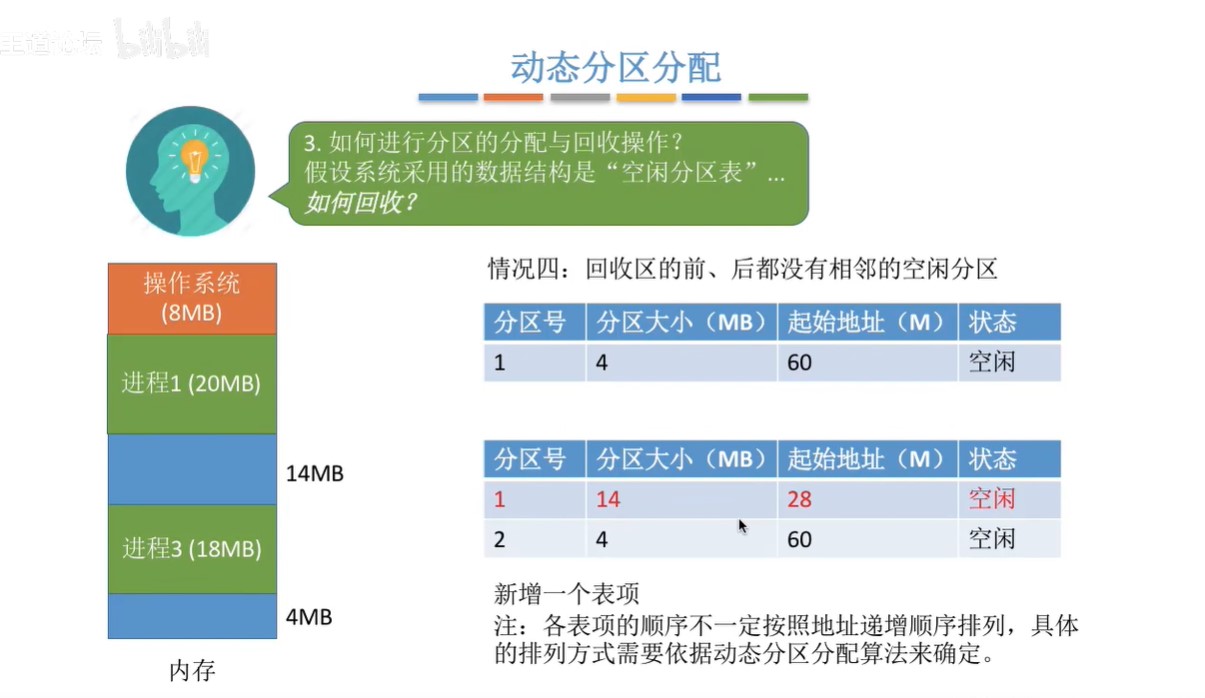 王道论坛 bilibili
动态分区分配
3. 如何进行分区的分配与回收操作？
假设系统采用的数据结构是“空闲分区表”...
如何回收？
操作系统
(8MB)
进程1 (20MB)
14MB
进程3 (18MB)
4MB
内存
情况四：回收区的前、后都没有相邻的空闲分区
分区号 分区大小（MB） 起始地址（M） 状态
1 4 60 空闲
分区号 分区大小（MB） 起始地址（M） 状态
1 14 28 空闲
2 4 60 空闲
新增一个表项
注：各表项的顺序不一定按照地址递增顺序排列，具体
的排列方式需要依据动态分区分配算法来确定。